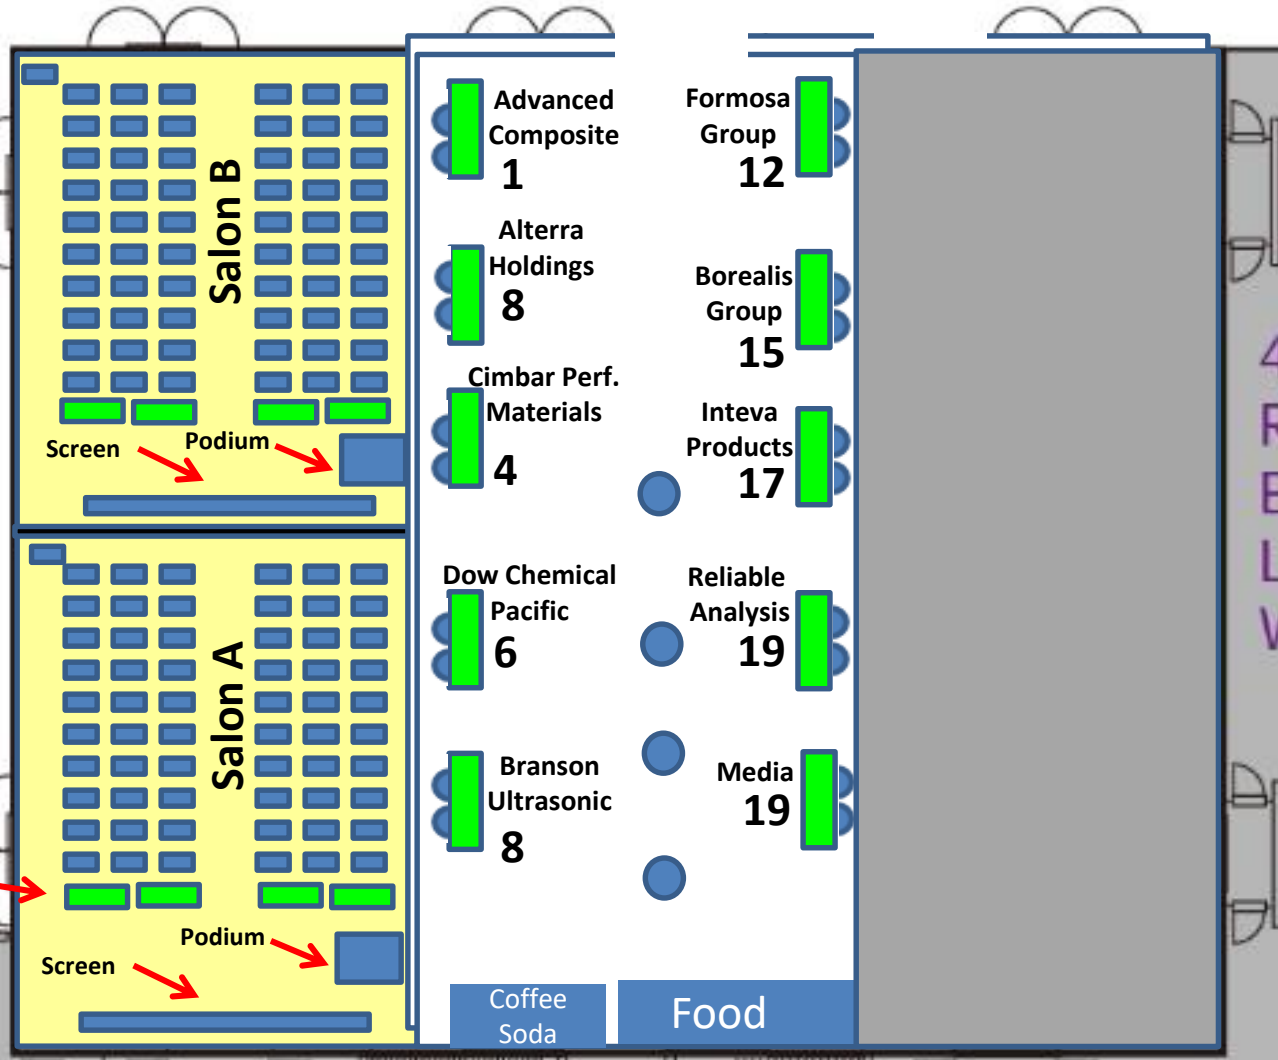 Salon B
Screen
Podium
Salon A
Podium
Screen
Advanced
Composite
1
Alterra
Holdings
8
Cimbar Perf.
Materials
4
Dow Chemical
Pacific
6
Branson
Ultrasonic
8
Formosa
Group
12
Borealis
Group
15
Inteva
Products
17
Reliable
Analysis
19
Media
19
Coffee
Soda
Food
R
L